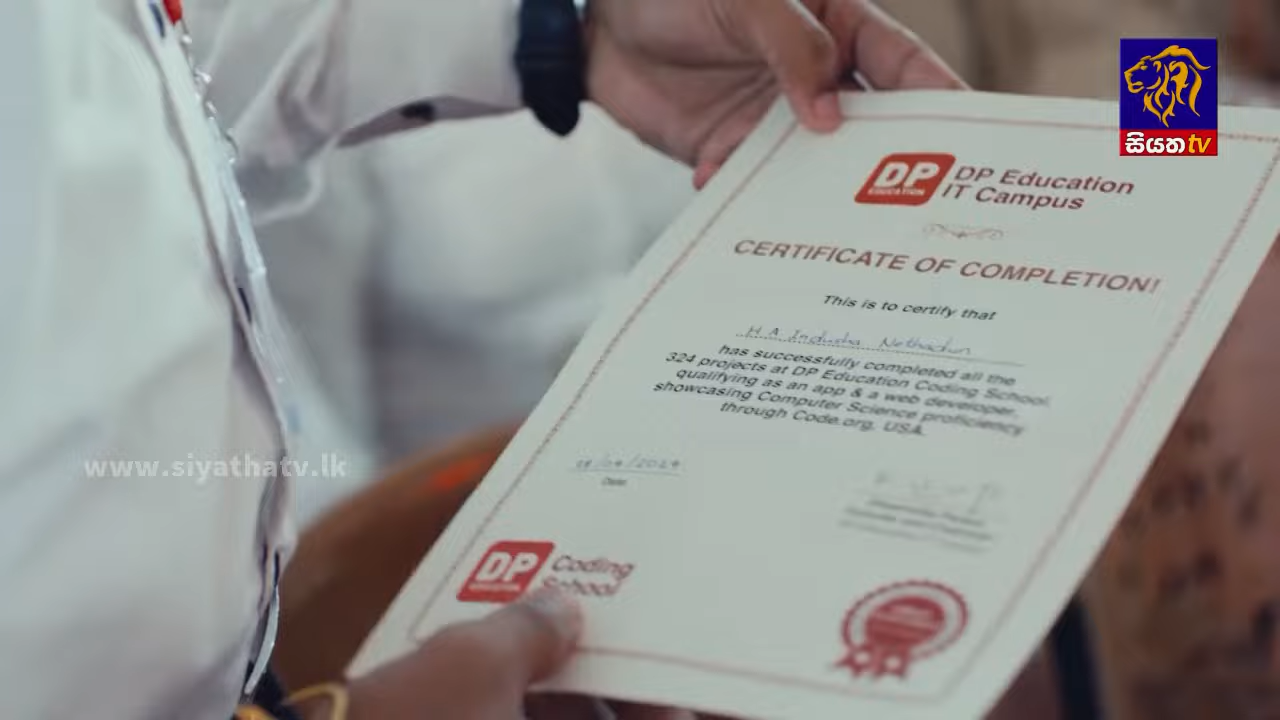 සියත tv
DP
EDUCATION
DP Education
IT Campus
CERTIFICATE OF COMPLETION!
This is to certify that
H A Indusha Nethadun
has successfully completed all the
324 projects at DP Education Coding School,
qualifying as an app & a web developer,
showcasing Computer Science proficiency
through Code.org, USA.
www.siyathatv.lk
Date
DP
Coding
School